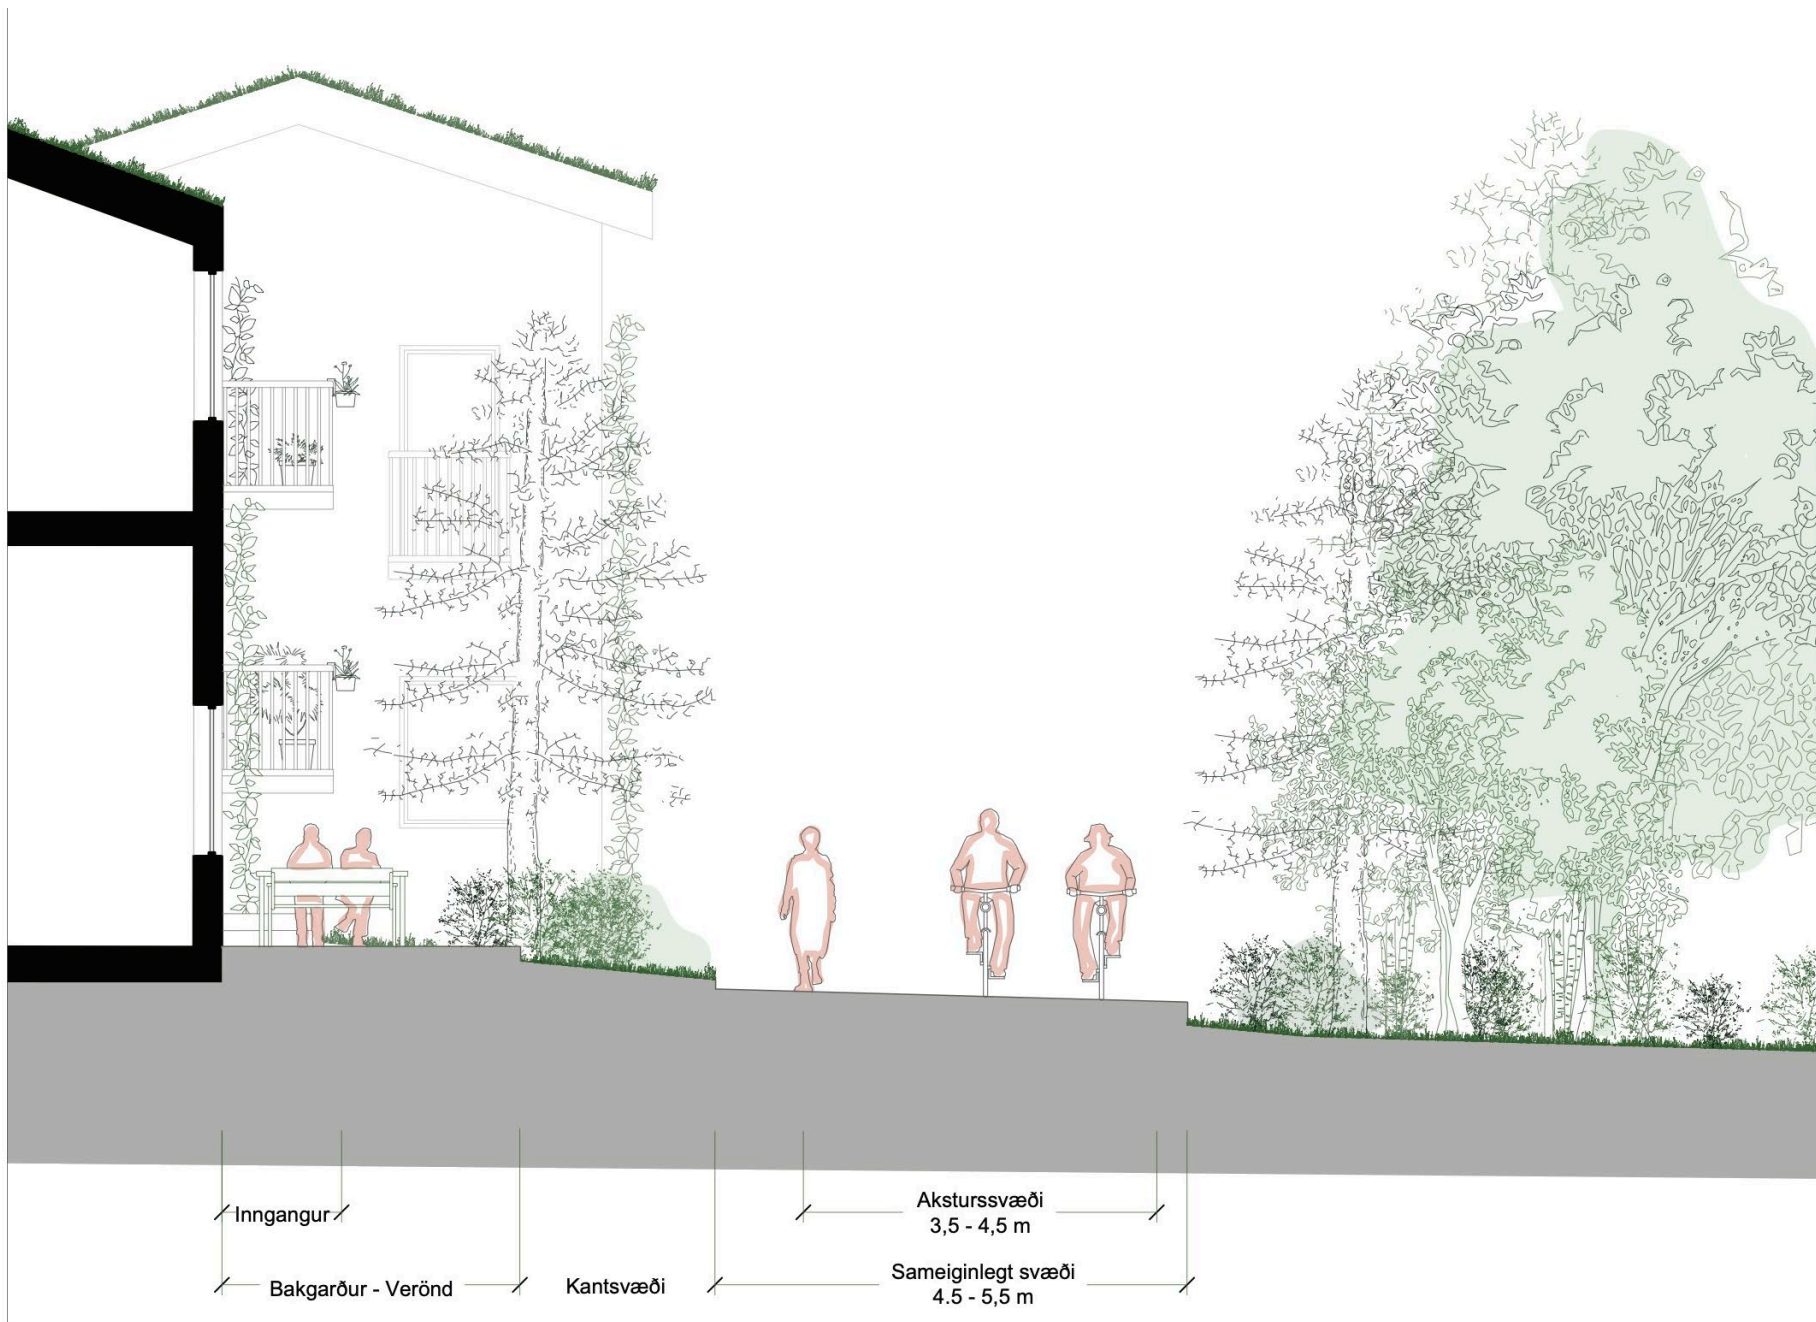 Inngangur
Akstursvæði
3,5 - 4,5 m
Bakgarður - Verönd
Kantsvæði
Sameiginlegt svæði
4.5 - 5,5 m